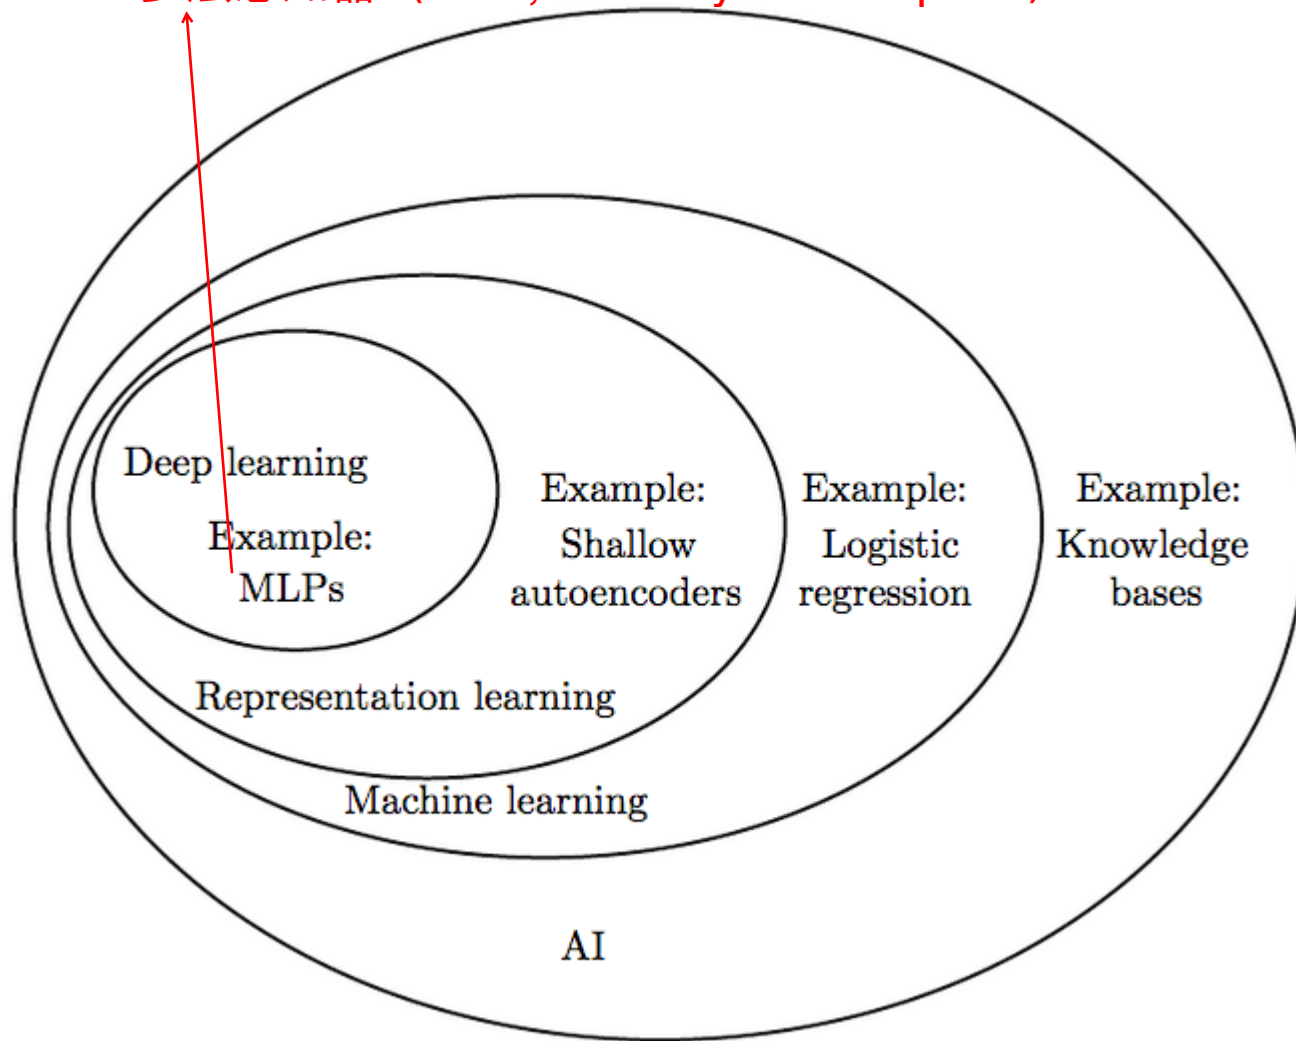 Deep learning
Example:
MLPs
Example:
Shallow
autoencoders
Example:
Logistic
regression
Example:
Knowledge
bases
Representation learning
Machine learning
AI